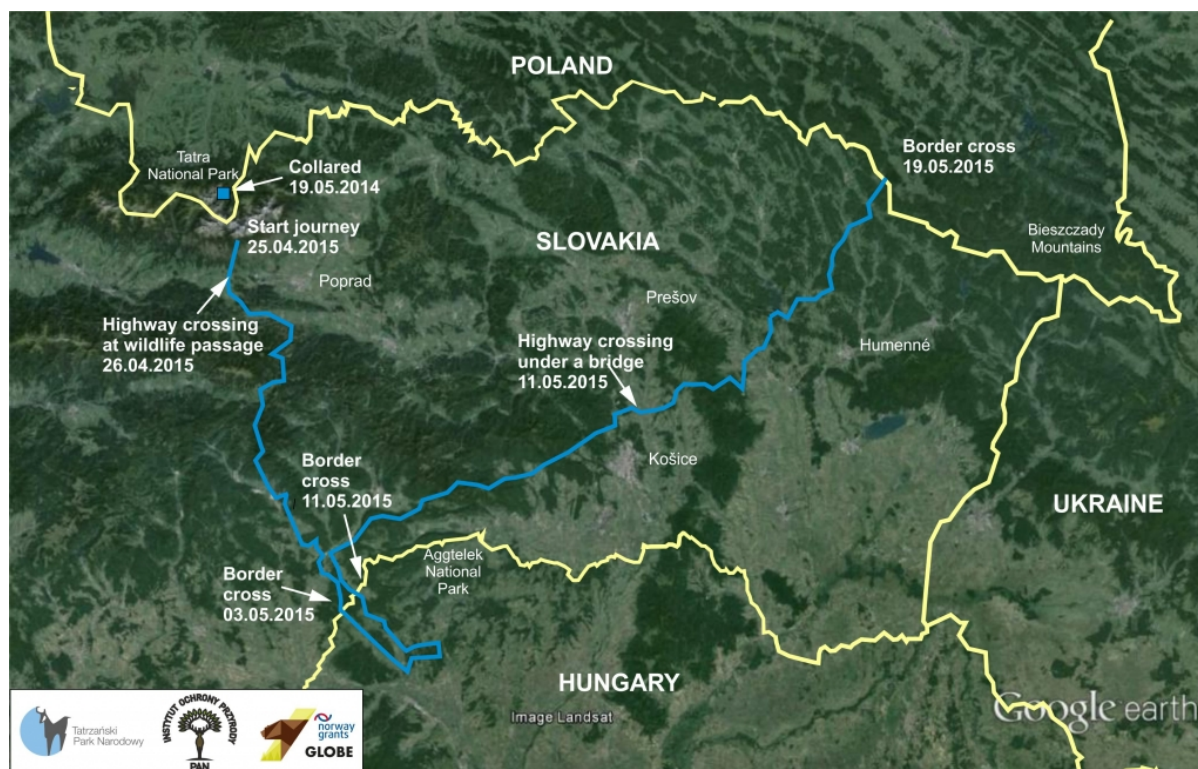 POLAND
Tatra
National Park
Collared
19.05.2014
Border cross
19.05.2015
Start journey
25.04.2015
SLOVAKIA
Bieszczady
Mountains
Poprad
Prešov
Highway crossing
at wildlife passage
26.04.2015
Highway crossing
under a bridge
11.05.2015
Humenné
Border
cross
11.05.2015
Košice
UKRAINE
Aggtelek
National
Park
Border
cross
03.05.2015
HUNGARY
Image Landsat
Google earth
Tatrzański
Park Narodowy
INSTYTUT OCHRONY PRZYRODY
PAN
norway
grants
GLOBE